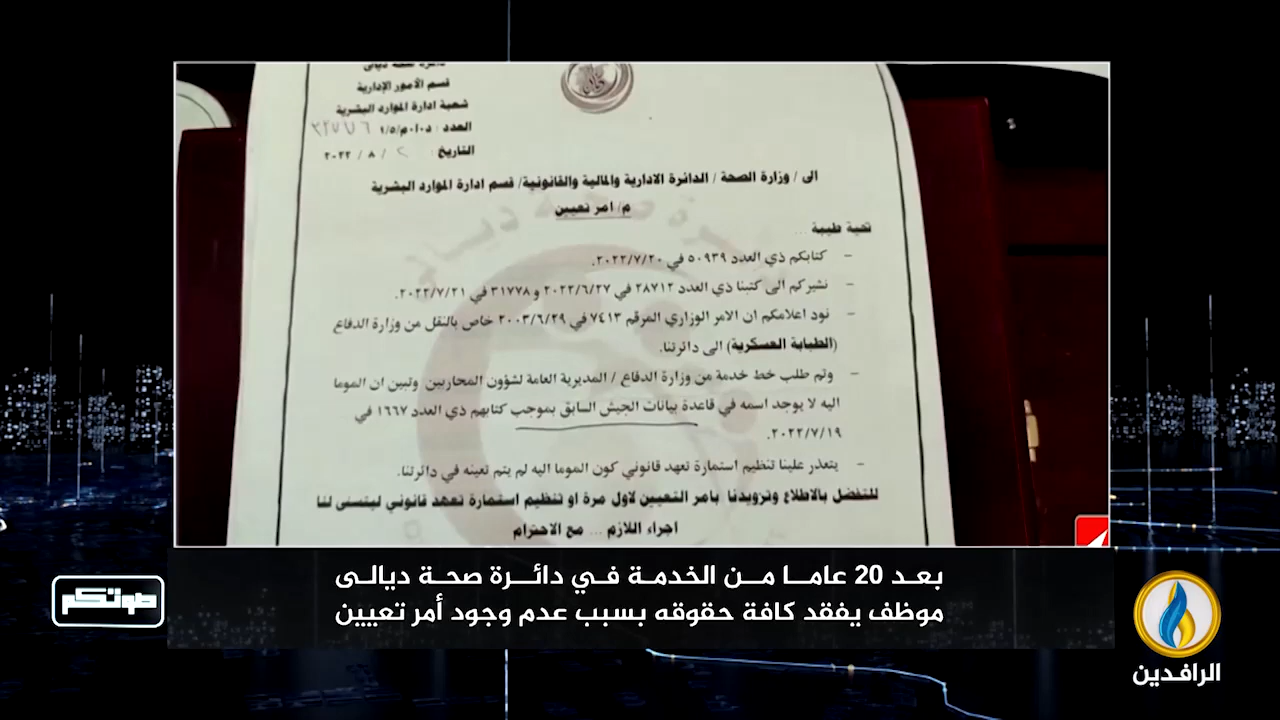 دائرة صحة ديالى
قسم الأمور الإدارية
شعبة ادارة الموارد البشرية
العدد : د.ا.م/١/٥
التاريخ : / ٨ / ٢٠٢٢
الى / وزارة الصحة / الدائرة الادارية والمالية والقانونية/ قسم ادارة الموارد البشرية
م/ امر تعيين
تحية طيبة ...
– كتابكم ذي العدد ٥٠٩٣٩ في ٢٠٢٢/٧/٢٠.
– نشيركم الى كتبنا ذي العدد ٢٨٧١٢ في ٢٠٢٢/٦/٢٧ و ٣١٧٧٨ في ٢٠٢٢/٧/٢١.
– نود اعلامكم ان الامر الوزاري المرقم ٧٤١٣ في ٢٠٠٣/٦/٢٩ خاص بالنقل من وزارة الدفاع
(الطبابة العسكرية) الى دائرتنا.
– وتم طلب خط خدمة من وزارة الدفاع / المديرية العامة لشؤون المحاربين وتبين ان الموما
اليه لا يوجد اسمه في قاعدة بيانات الجيش السابق بموجب كتابهم ذي العدد ١٦٦٧ في
٢٠٢٢/٧/١٩.
– يتعذر علينا تنظيم استمارة تعهد قانوني كون الموما اليه لم يتم تعينه في دائرتنا.
للتفضل بالاطلاع وتزويدنا بامر التعيين لاول مرة او تنظيم استمارة تعهد قانوني ليتسنى لنا
اجراء اللازم ... مع الاحترام
بعد 20 عاما من الخدمة في دائرة صحة ديالى
موظف يفقد كافة حقوقه بسبب عدم وجود أمر تعيين
صوتكم
الرافدين